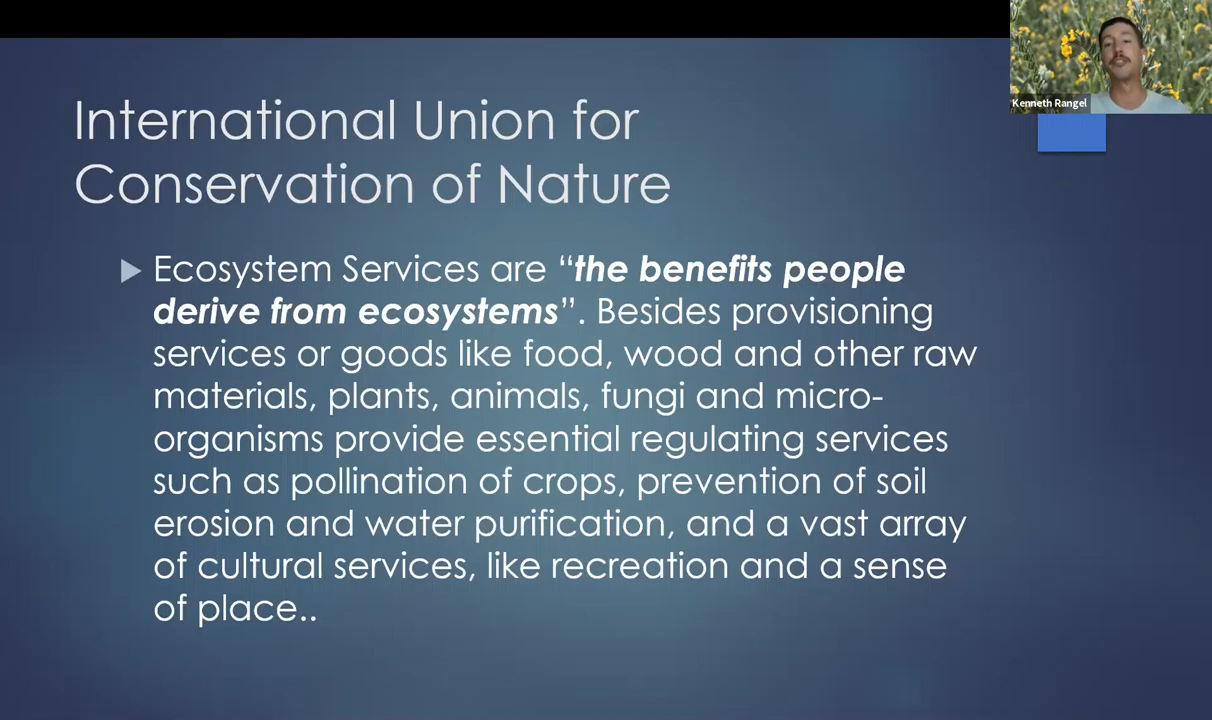 International Union for
Conservation of Nature
Ecosystem Services are “the benefits people
derive from ecosystems”. Besides provisioning
services or goods like food, wood and other raw
materials, plants, animals, fungi and micro-
organisms provide essential regulating services
such as pollination of crops, prevention of soil
erosion and water purification, and a vast array
of cultural services, like recreation and a sense
of place..
Kenneth Rangel